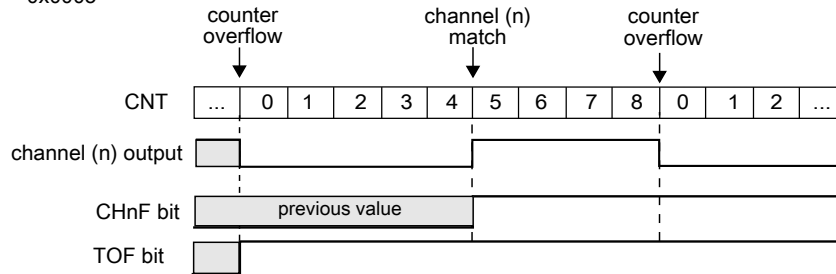 counter overflow
channel (n) match
counter overflow
CNT ... 0 1 2 3 4 5 6 7 8 0 1 2 ...
channel (n) output
CHnF bit previous value
TOF bit